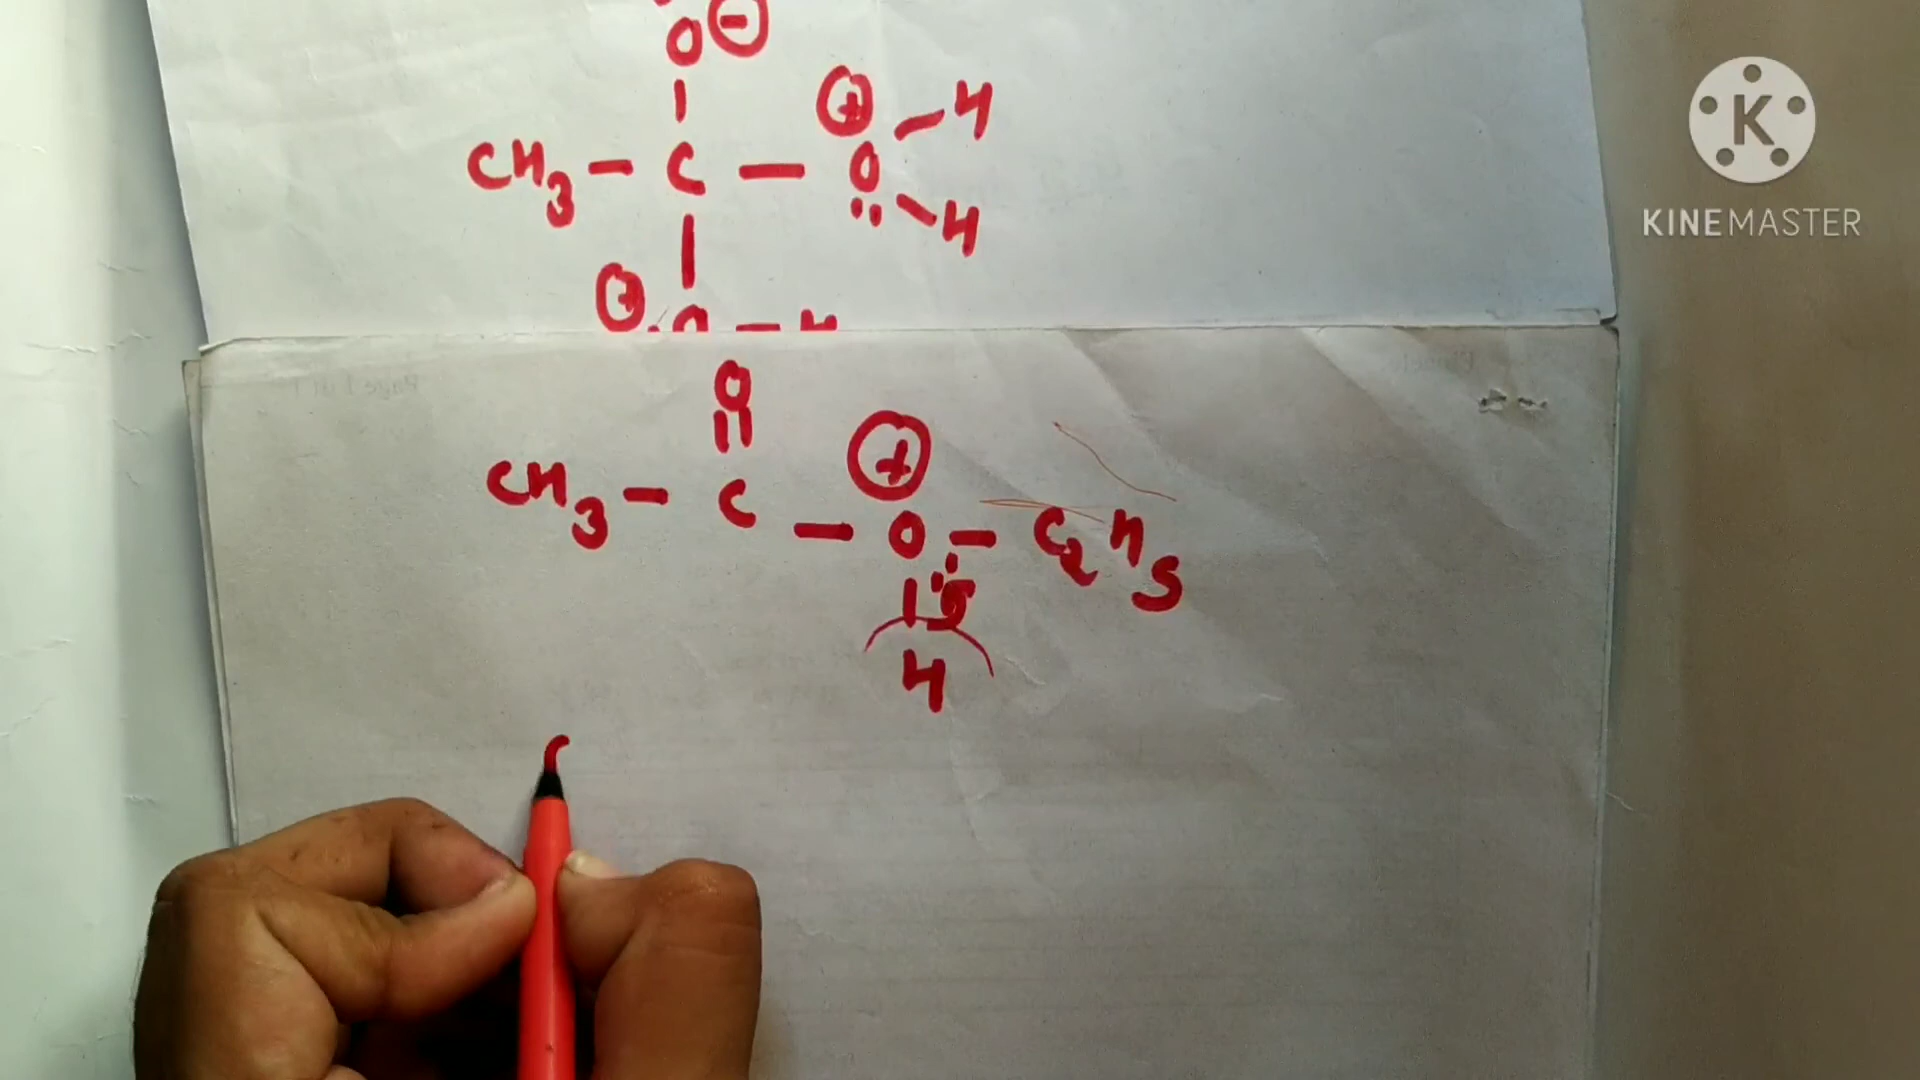 O ⊖
⊕ H
CH3 - C - O
H
⊕ O - H
O
||
CH3 - C - O - C2H5
⊕
H
C
K
KINEMASTER